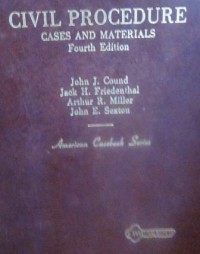 CIVIL PROCEDURE
CASES AND MATERIALS
Fourth Edition
John J. Cound
Jack H. Friedenthal
Arthur R. Miller
John E. Sexton
American Casebook Series